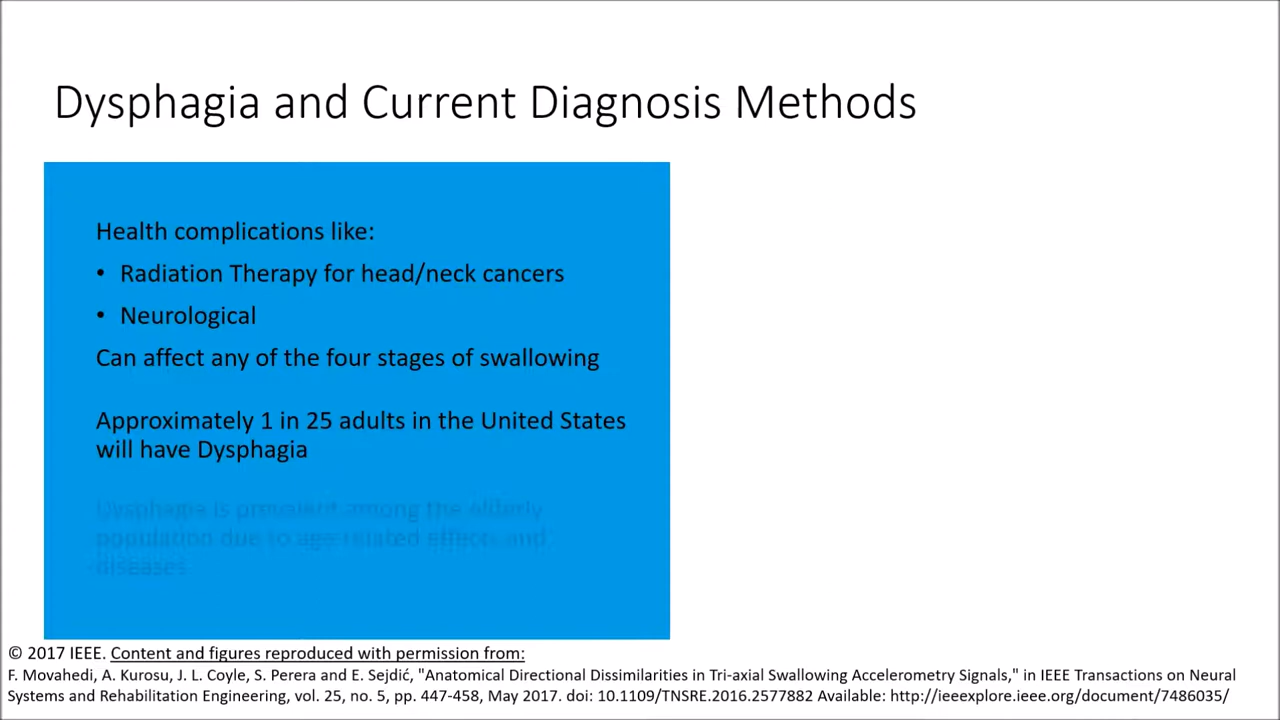 Dysphagia and Current Diagnosis Methods
Health complications like:
• Radiation Therapy for head/neck cancers
• Neurological
Can affect any of the four stages of swallowing
Approximately 1 in 25 adults in the United States
will have Dysphagia
Dysphagia is prevalent among the elderly
population due to age related effects and
diseases
© 2017 IEEE. Content and figures reproduced with permission from:
F. Movahedi, A. Kurosu, J. L. Coyle, S. Perera and E. Sejdić, "Anatomical Directional Dissimilarities in Tri-axial Swallowing Accelerometry Signals," in IEEE Transactions on Neural
Systems and Rehabilitation Engineering, vol. 25, no. 5, pp. 447-458, May 2017. doi: 10.1109/TNSRE.2016.2577882 Available: http://ieeexplore.ieee.org/document/7486035/